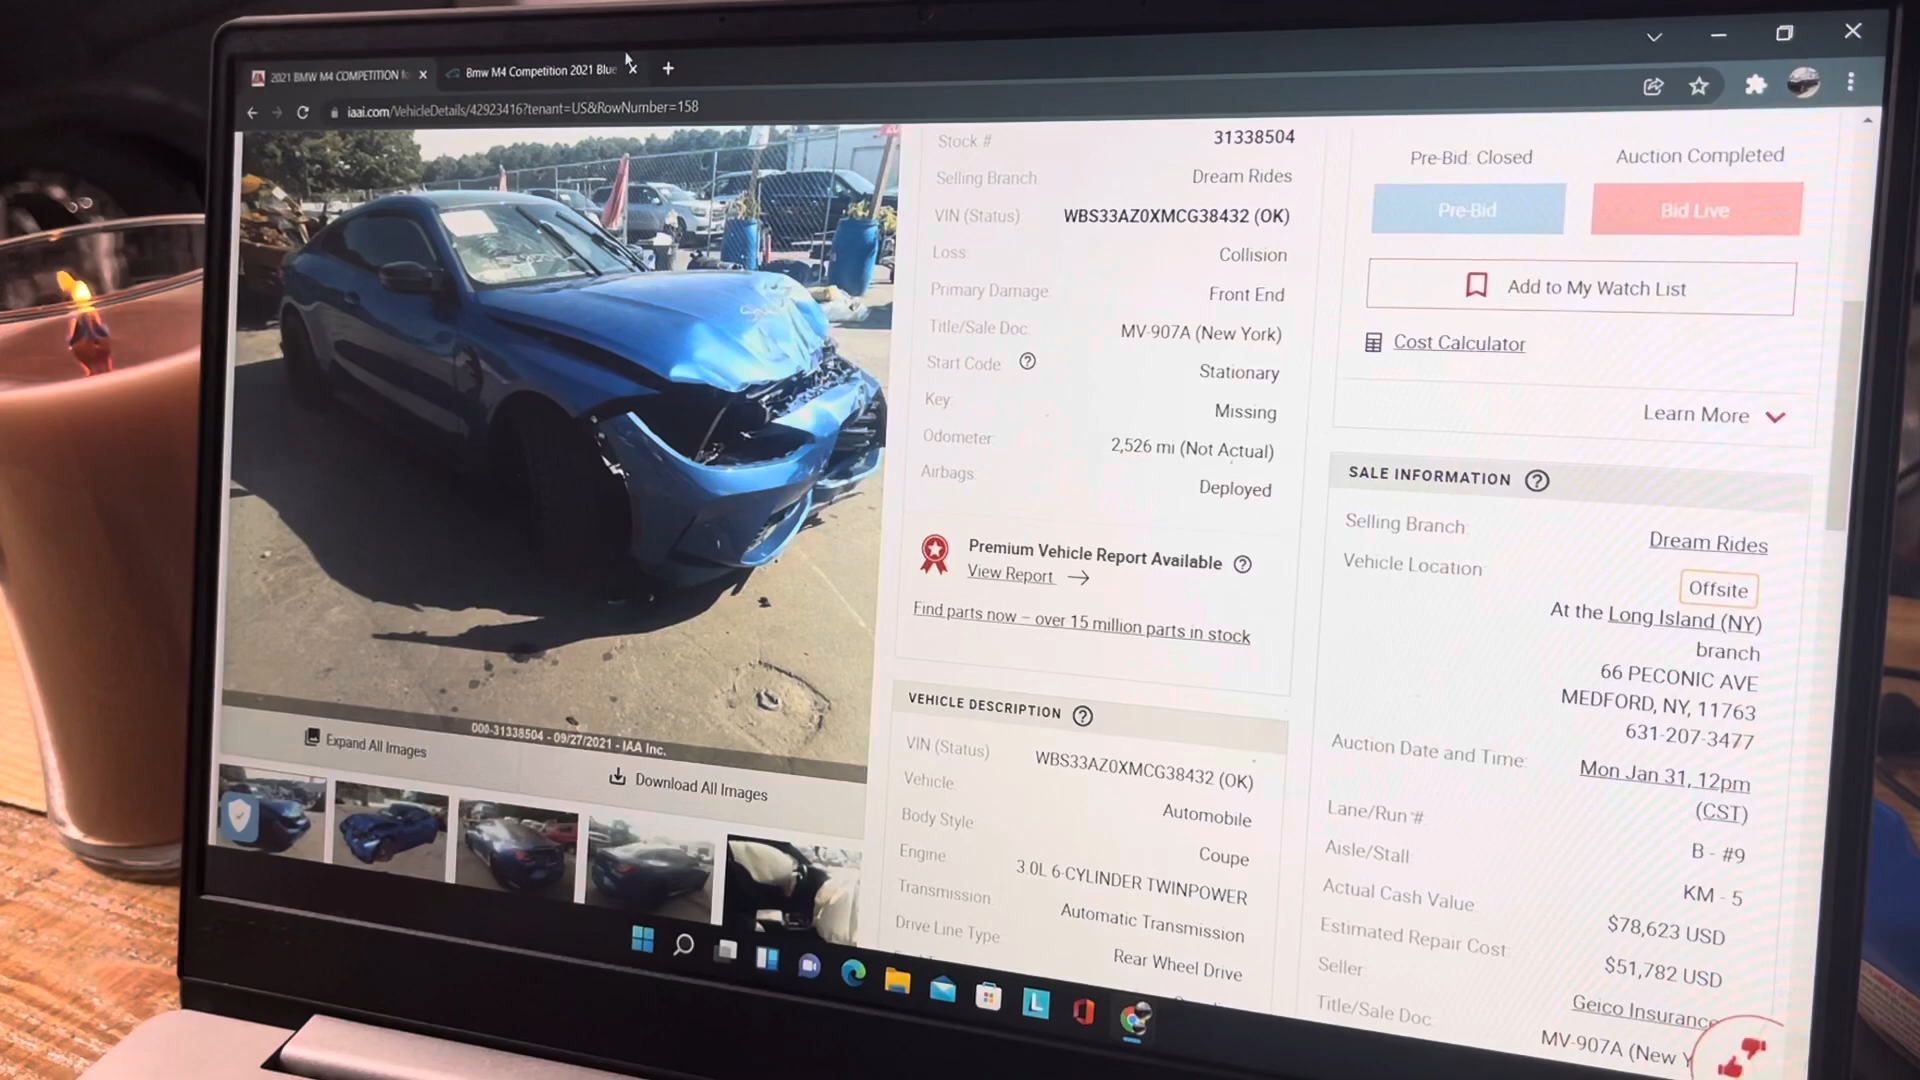 2021 BMW M4 COMPETITION
Bmw M4 Competition 2021 Blue
iaai.com/VehicleDetails/42923416?tenant=US&RowNumber=158
Stock # 31338504
Selling Branch Dream Rides
VIN (Status) WBS33AZ0XMCG38432 (OK)
Loss Collision
Primary Damage Front End
Title/Sale Doc: MV-907A (New York)
Start Code ? Stationary
Key: Missing
Odometer: 2,526 mi (Not Actual)
Airbags: Deployed
Premium Vehicle Report Available ?
View Report
Find parts now – over 15 million parts in stock
000-31338504 - 09/27/2021 - IAA Inc.
Expand All Images
Download All Images
VEHICLE DESCRIPTION ?
VIN (Status) WBS33AZ0XMCG38432 (OK)
Vehicle: Automobile
Body Style: Coupe
Engine 3.0L 6-CYLINDER TWINPOWER
Transmission Automatic Transmission
Drive Line Type Rear Wheel Drive
Pre-Bid: Closed
Auction Completed
Pre-Bid
Bid Live
Add to My Watch List
Cost Calculator
Learn More
SALE INFORMATION ?
Selling Branch: Dream Rides
Vehicle Location Offsite
At the Long Island (NY)
branch
66 PECONIC AVE
MEDFORD, NY, 11763
631-207-3477
Auction Date and Time: Mon Jan 31, 12pm
(CST)
Lane/Run #: B - #9
Aisle/Stall: KM - 5
Actual Cash Value $78,623 USD
Estimated Repair Cost: $51,782 USD
Seller Geico Insurance
Title/Sale Doc MV-907A (New Y